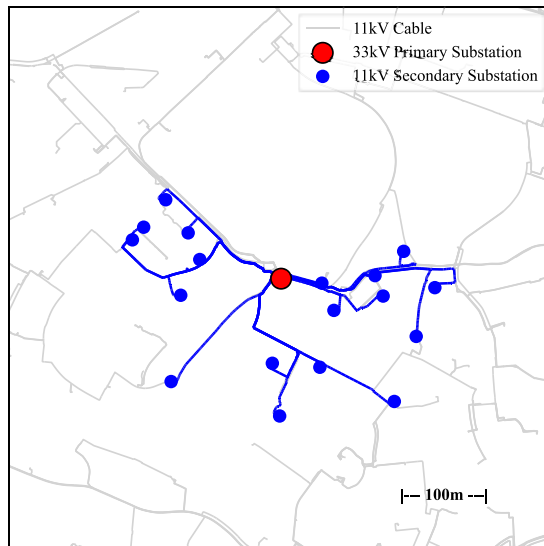 11kV Cable
33kV Primary Substation
11kV Secondary Substation
|--- 100m ---|